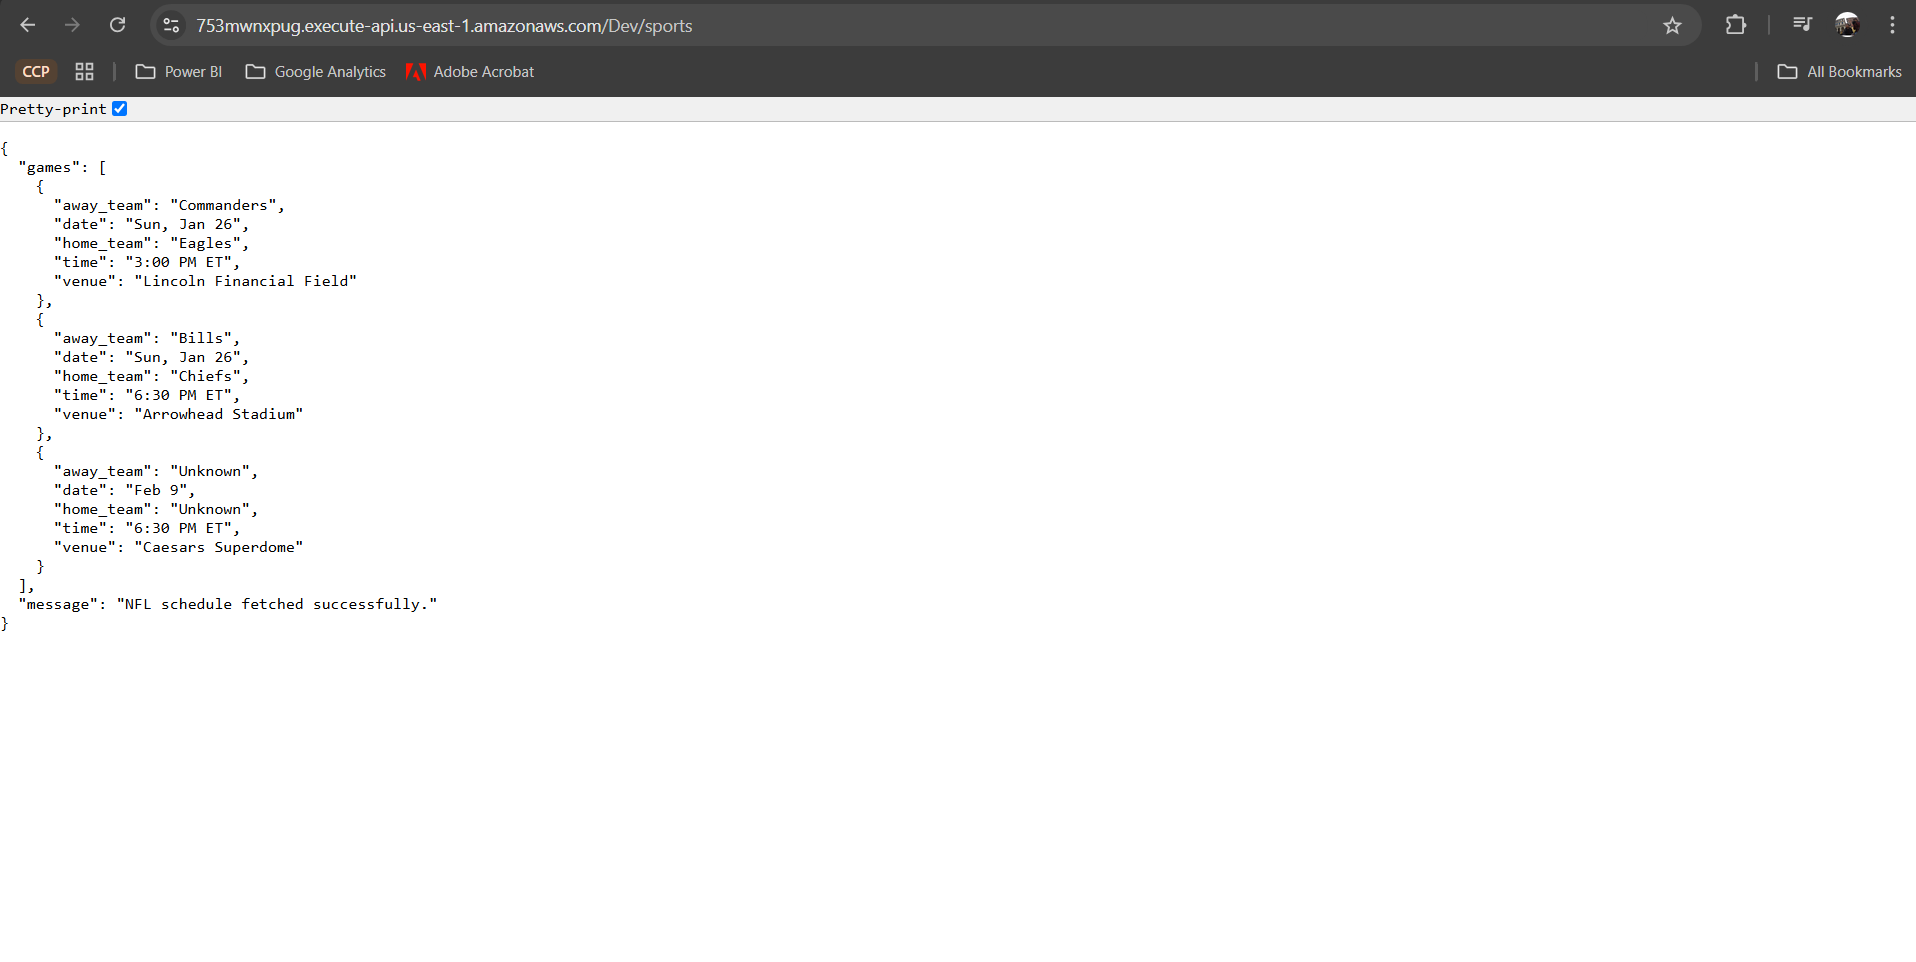 753mwnxpug.execute-api.us-east-1.amazonaws.com/Dev/sports
CCP Power BI Google Analytics Adobe Acrobat All Bookmarks
Pretty-print
{
  "games": [
    {
      "away_team": "Commanders",
      "date": "Sun, Jan 26",
      "home_team": "Eagles",
      "time": "3:00 PM ET",
      "venue": "Lincoln Financial Field"
    },
    {
      "away_team": "Bills",
      "date": "Sun, Jan 26",
      "home_team": "Chiefs",
      "time": "6:30 PM ET",
      "venue": "Arrowhead Stadium"
    },
    {
      "away_team": "Unknown",
      "date": "Feb 9",
      "home_team": "Unknown",
      "time": "6:30 PM ET",
      "venue": "Caesars Superdome"
    }
  ],
  "message": "NFL schedule fetched successfully."
}